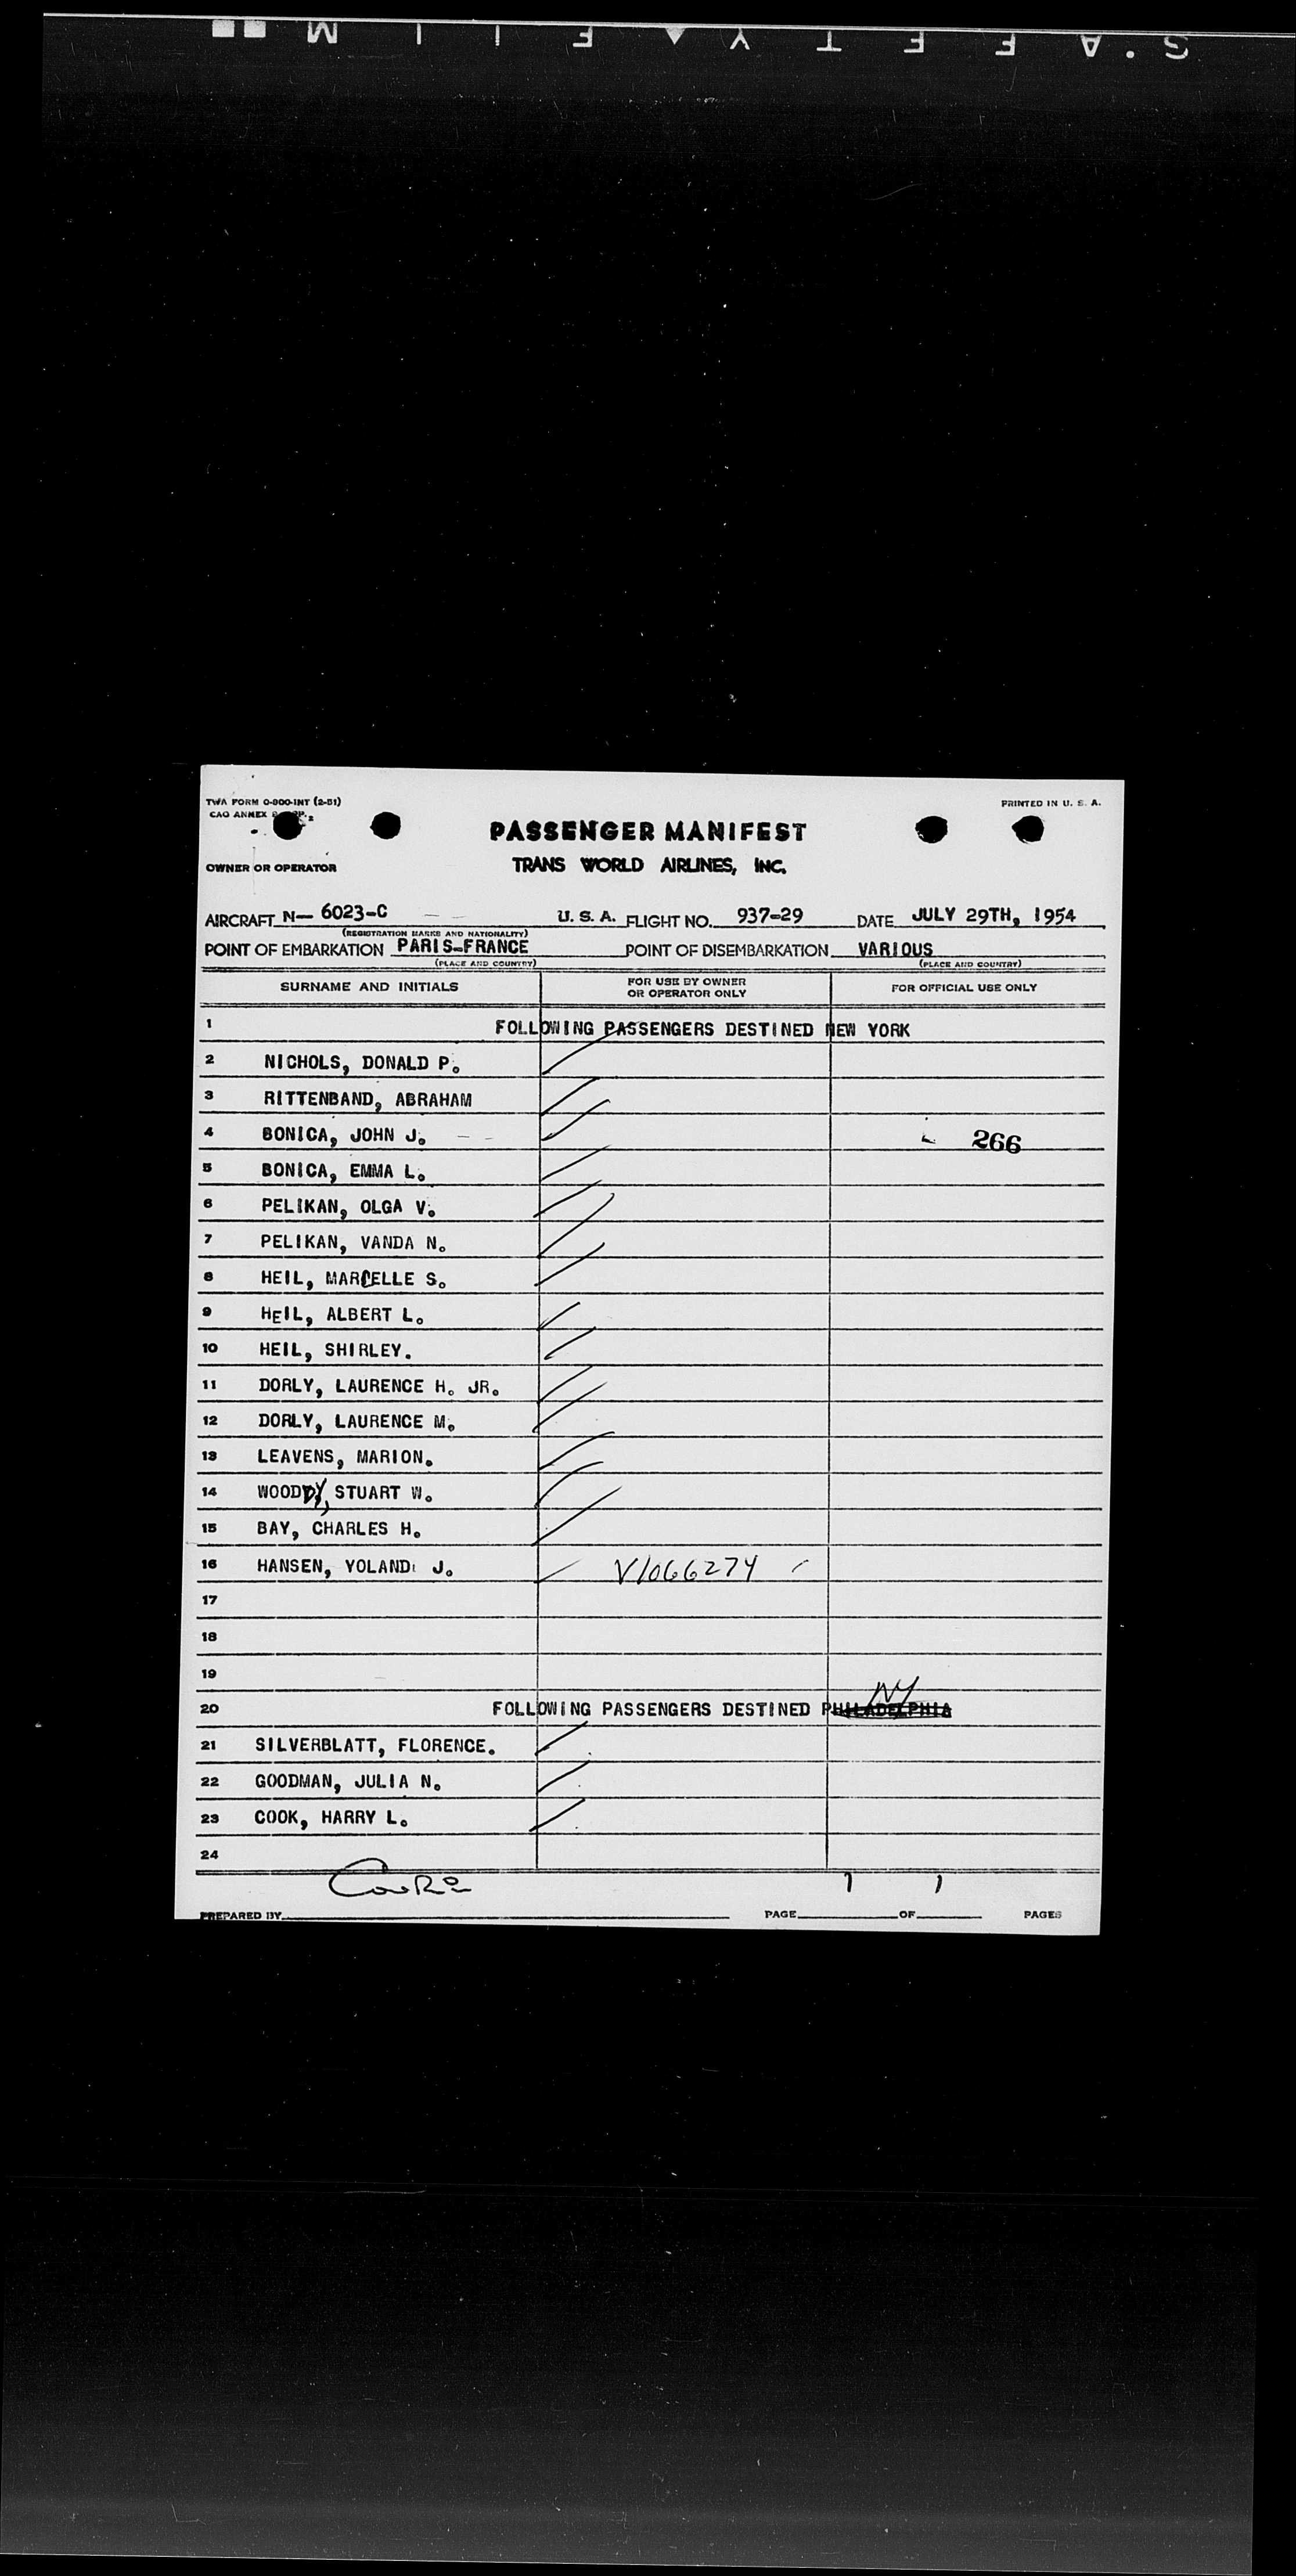 S.AFETY FILM
TWA FORM O-800-INT (2-51)
PRINTED IN U. S. A.
CAO ANNEX
PASSENGER MANIFEST
OWNER OR OPERATOR
TRANS WORLD AIRLINES, INC.
AIRCRAFT N— 6023-C U. S. A. FLIGHT NO. 937-29 DATE JULY 29TH, 1954
(REGISTRATION MARKS AND NATIONALITY)
POINT OF EMBARKATION PARIS-FRANCE POINT OF DISEMBARKATION VARIOUS
(PLACE AND COUNTRY) (PLACE AND COUNTRY)
SURNAME AND INITIALS FOR USE BY OWNER OR OPERATOR ONLY FOR OFFICIAL USE ONLY
1 FOLLOWING PASSENGERS DESTINED NEW YORK
2 NICHOLS, DONALD P.
3 RITTENBAND, ABRAHAM
4 BONICA, JOHN J. 266
5 BONICA, EMMA L.
6 PELIKAN, OLGA V.
7 PELIKAN, VANDA N.
8 HEIL, MARCELLE S.
9 HEIL, ALBERT L.
10 HEIL, SHIRLEY.
11 DORLY, LAURENCE H. JR.
12 DORLY, LAURENCE M.
13 LEAVENS, MARION.
14 WOODY, STUART W.
15 BAY, CHARLES H.
16 HANSEN, YOLAND J. V1066274
17
18
19
NY
20 FOLLOWING PASSENGERS DESTINED PHILADELPHIA
21 SILVERBLATT, FLORENCE.
22 GOODMAN, JULIA N.
23 COOK, HARRY L.
24
PREPARED BY PAGE 1 OF 1 PAGES